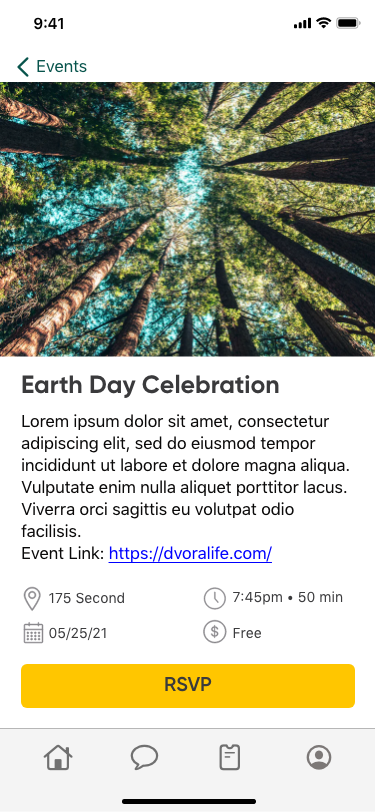 9:41
Events
Earth Day Celebration
Lorem ipsum dolor sit amet, consectetur
adipiscing elit, sed do eiusmod tempor
incididunt ut labore et dolore magna aliqua.
Vulputate enim nulla aliquet porttitor lacus.
Viverra orci sagittis eu volutpat odio
facilisis.
Event Link: https://dvoralife.com/
175 Second
7:45pm • 50 min
05/25/21
$ Free
RSVP